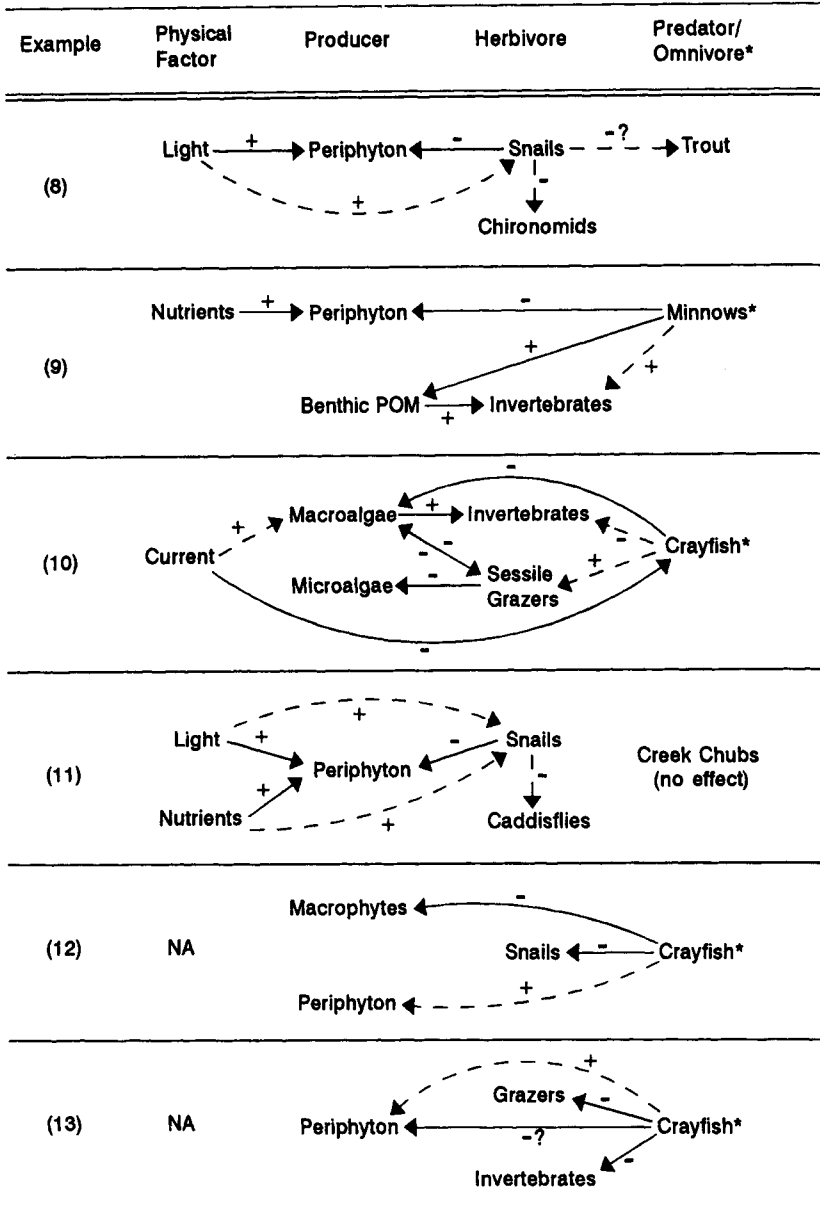 Example Physical Factor Producer Herbivore Predator/ Omnivore*
(8)
Light + Periphyton - Snails -? Trout
+
-
Chironomids
(9)
Nutrients + Periphyton - Minnows*
+
+
Benthic POM + Invertebrates
(10)
-
Macroalgae + Invertebrates
+
-
Current
Crayfish*
- -
+
Microalgae - Sessile Grazers
-
(11)
+
Light + - Snails
Periphyton
-
Creek Chubs (no effect)
+
Nutrients + Caddisflies
(12)
NA
Macrophytes -
Snails - Crayfish*
+
Periphyton
(13)
NA
+
Grazers -
Periphyton -? Crayfish*
Invertebrates -